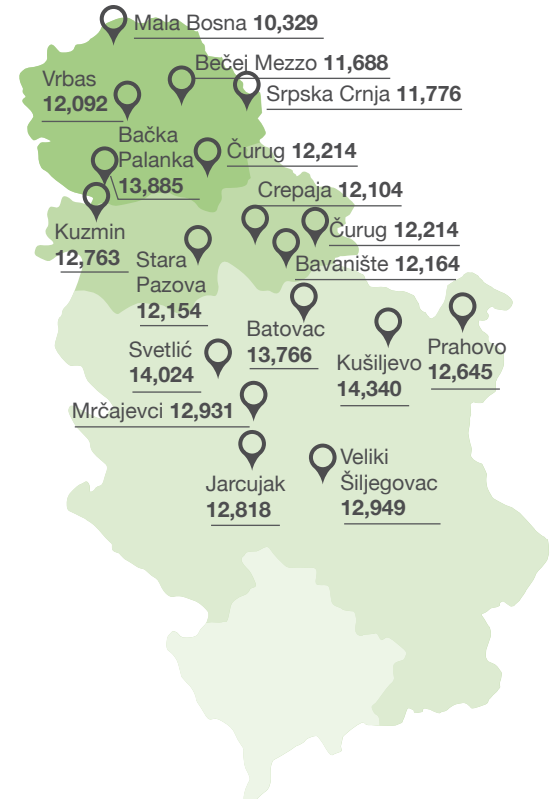 Mala Bosna 10,329
Bečej Mezzo 11,688
Vrbas
12,092
Srpska Crnja 11,776
Bačka
Palanka
13,885
Čurug 12,214
Crepaja 12,104
Kuzmin
12,763
Čurug 12,214
Stara
Pazova
12,154
Bavanište 12,164
Batovac
13,766
Prahovo
12,645
Svetlić
14,024
Kušiljevo
14,340
Mrčajevci 12,931
Jarcujak
12,818
Veliki
Šiljegovac
12,949